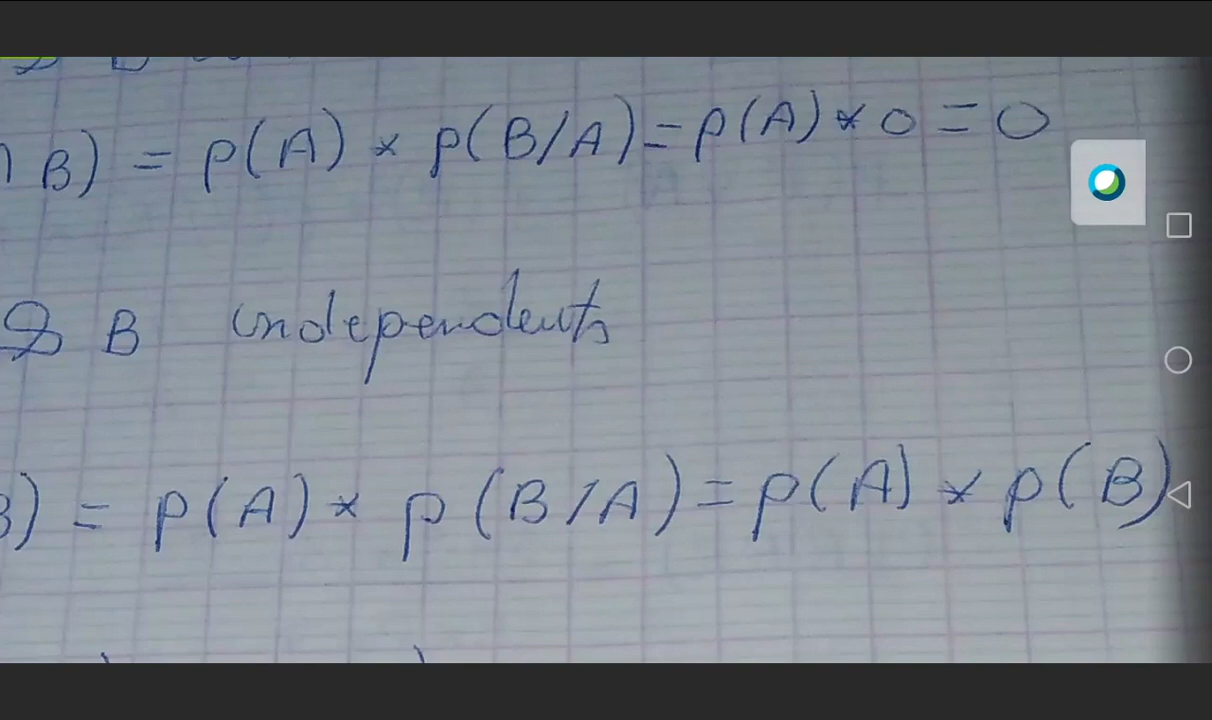 ∩ B) = p(A) * p(B/A) = p(A) * 0 = 0
& B independents
B) = p(A) * p(B/A) = p(A) * p(B)